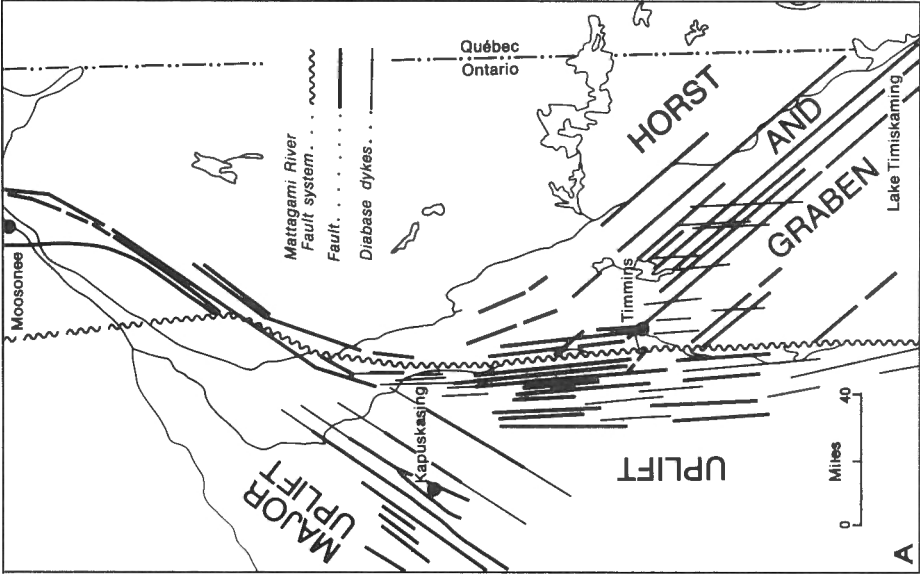 Québec
Ontario
Mattagami River
Fault system . . .
Fault . . . . . . .
Diabase dykes . . .
HORST
AND
GRABEN
Lake Timiskaming
Moosonee
Timmins
Kapuskasing
MAJOR
UPLIFT
UPLIFT
Miles
0
40
A